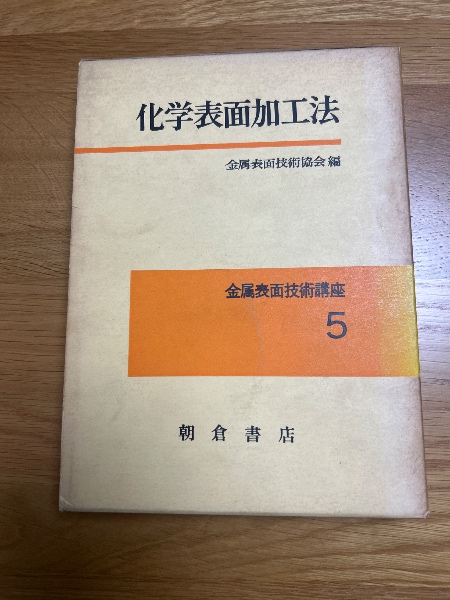 化学表面加工法
金属表面技術協会編
金属表面技術講座
5
朝倉書店